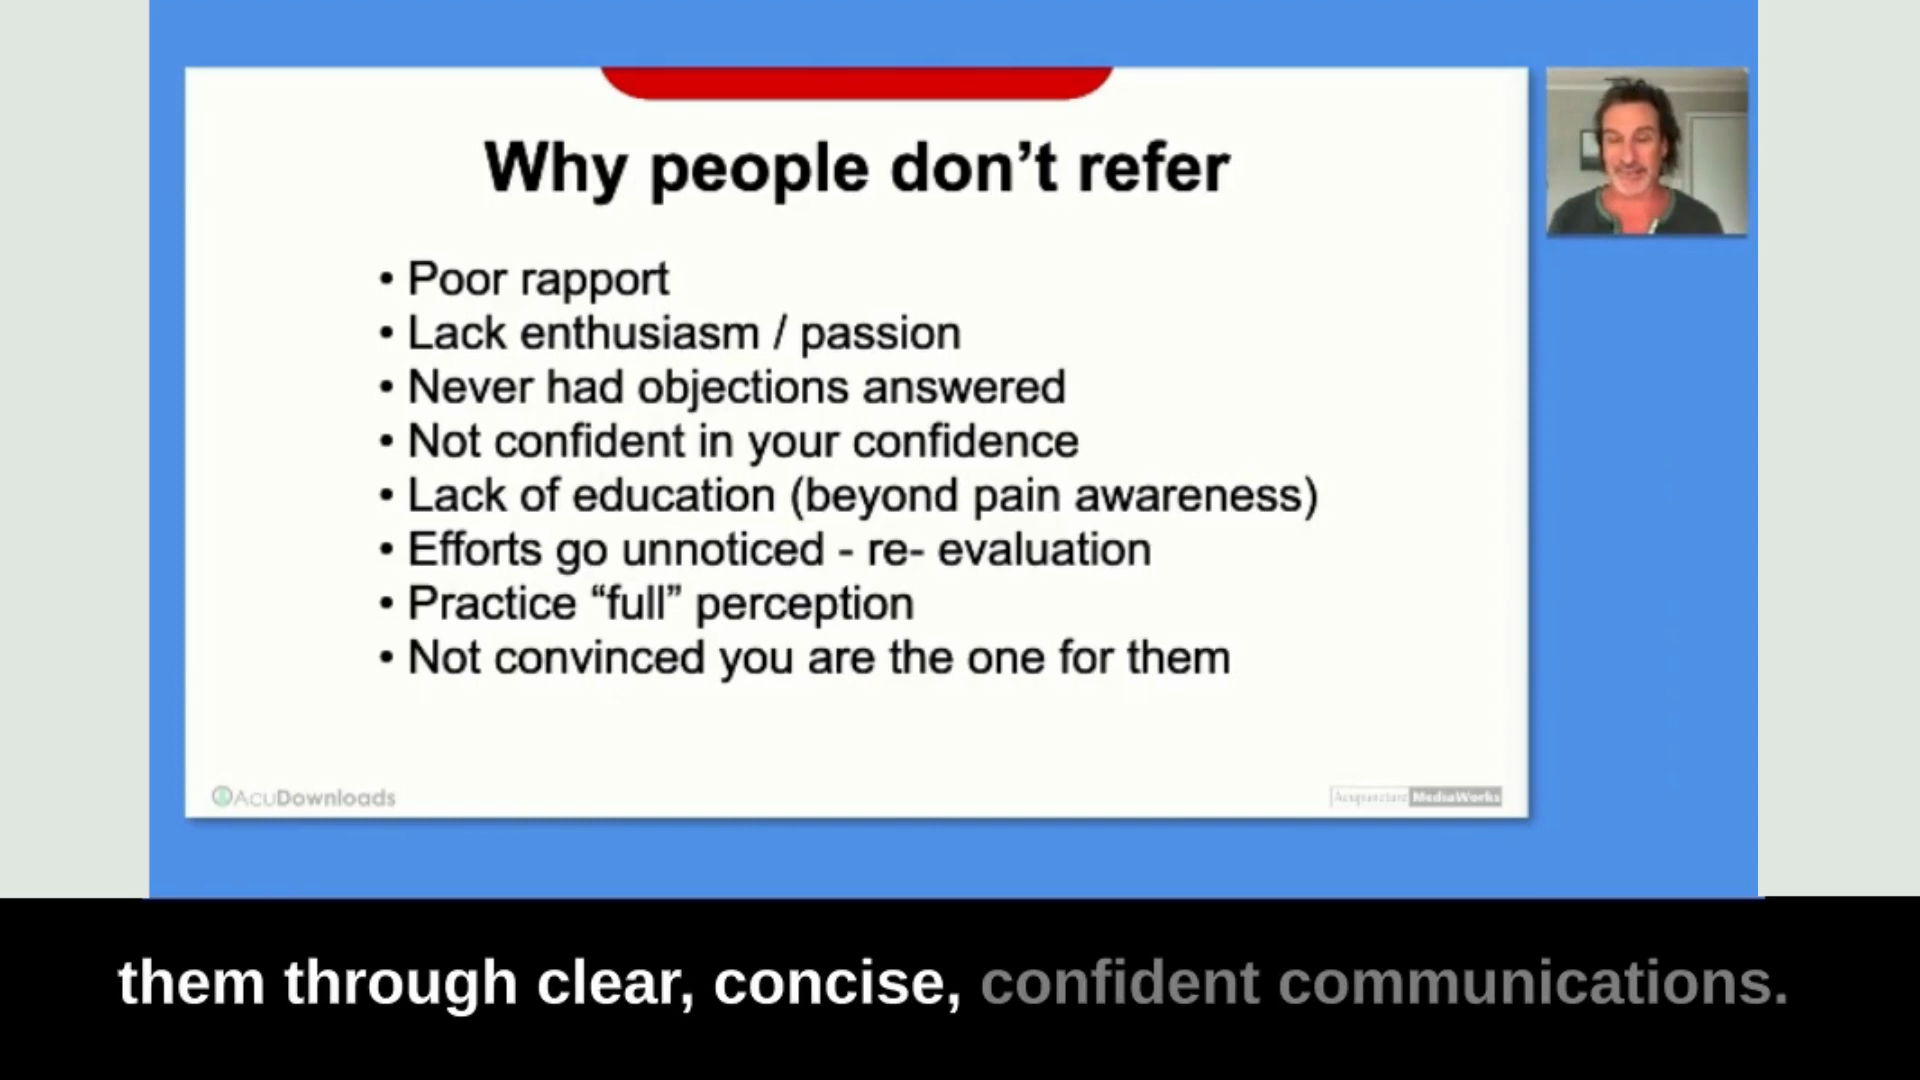 Why people don’t refer
• Poor rapport
• Lack enthusiasm / passion
• Never had objections answered
• Not confident in your confidence
• Lack of education (beyond pain awareness)
• Efforts go unnoticed - re- evaluation
• Practice “full” perception
• Not convinced you are the one for them
AcuDownloads
Acupuncture MediaWorks
them through clear, concise, confident communications.